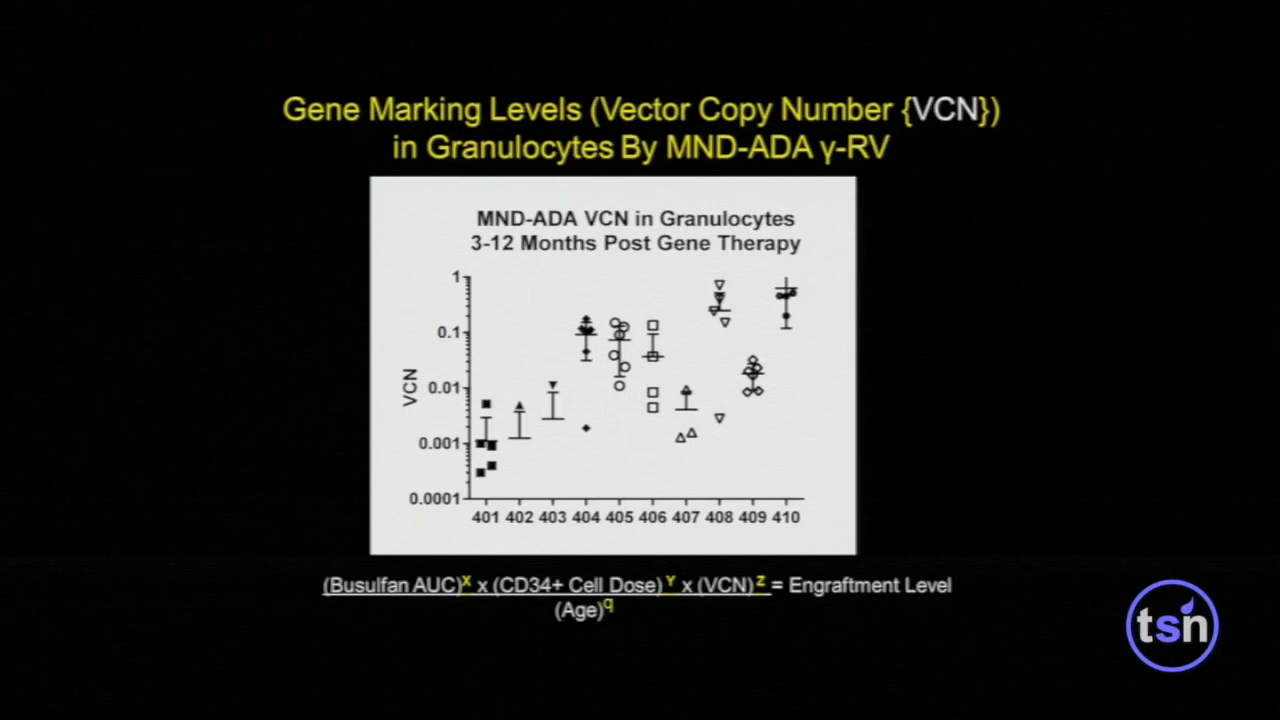 Gene Marking Levels (Vector Copy Number {VCN})
in Granulocytes By MND-ADA γ-RV
MND-ADA VCN in Granulocytes
3-12 Months Post Gene Therapy
VCN
1
0.1
0.01
0.001
0.0001
401 402 403 404 405 406 407 408 409 410
(Busulfan AUC)X x (CD34+ Cell Dose) Y x (VCN) Z = Engraftment Level
(Age)q
tsn